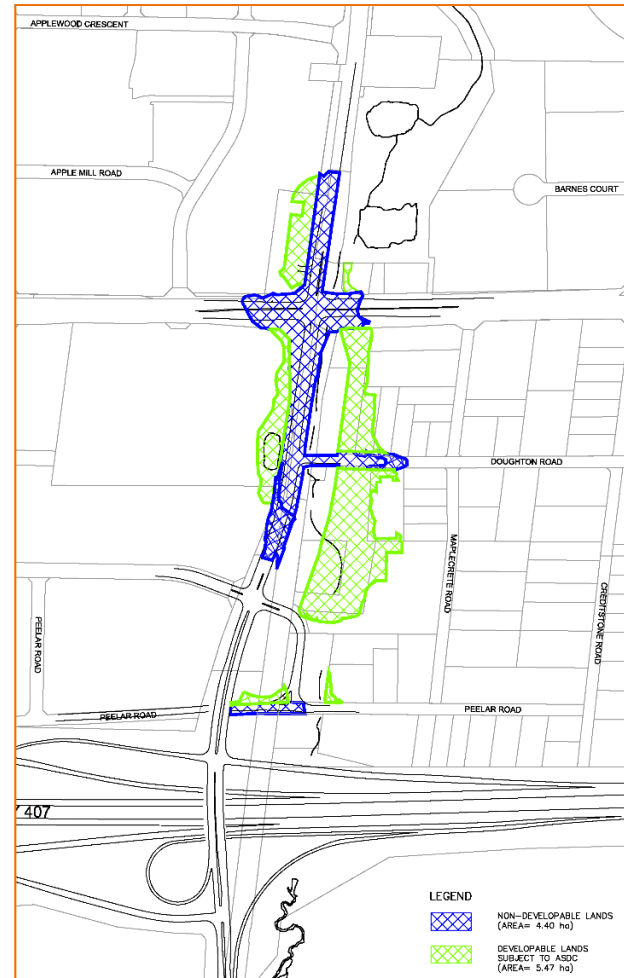 APPLEWOOD CRESCENT
APPLE MILL ROAD
BARNES COURT
DOUGHTON ROAD
MAPLECRETE ROAD
CREDITSTONE ROAD
PEELAR ROAD
PEELAR ROAD
PEELAR ROAD
407
LEGEND
NON-DEVELOPABLE LANDS
(AREA= 4.40 ha)
DEVELOPABLE LANDS
SUBJECT TO ASDC
(AREA= 5.47 ha)